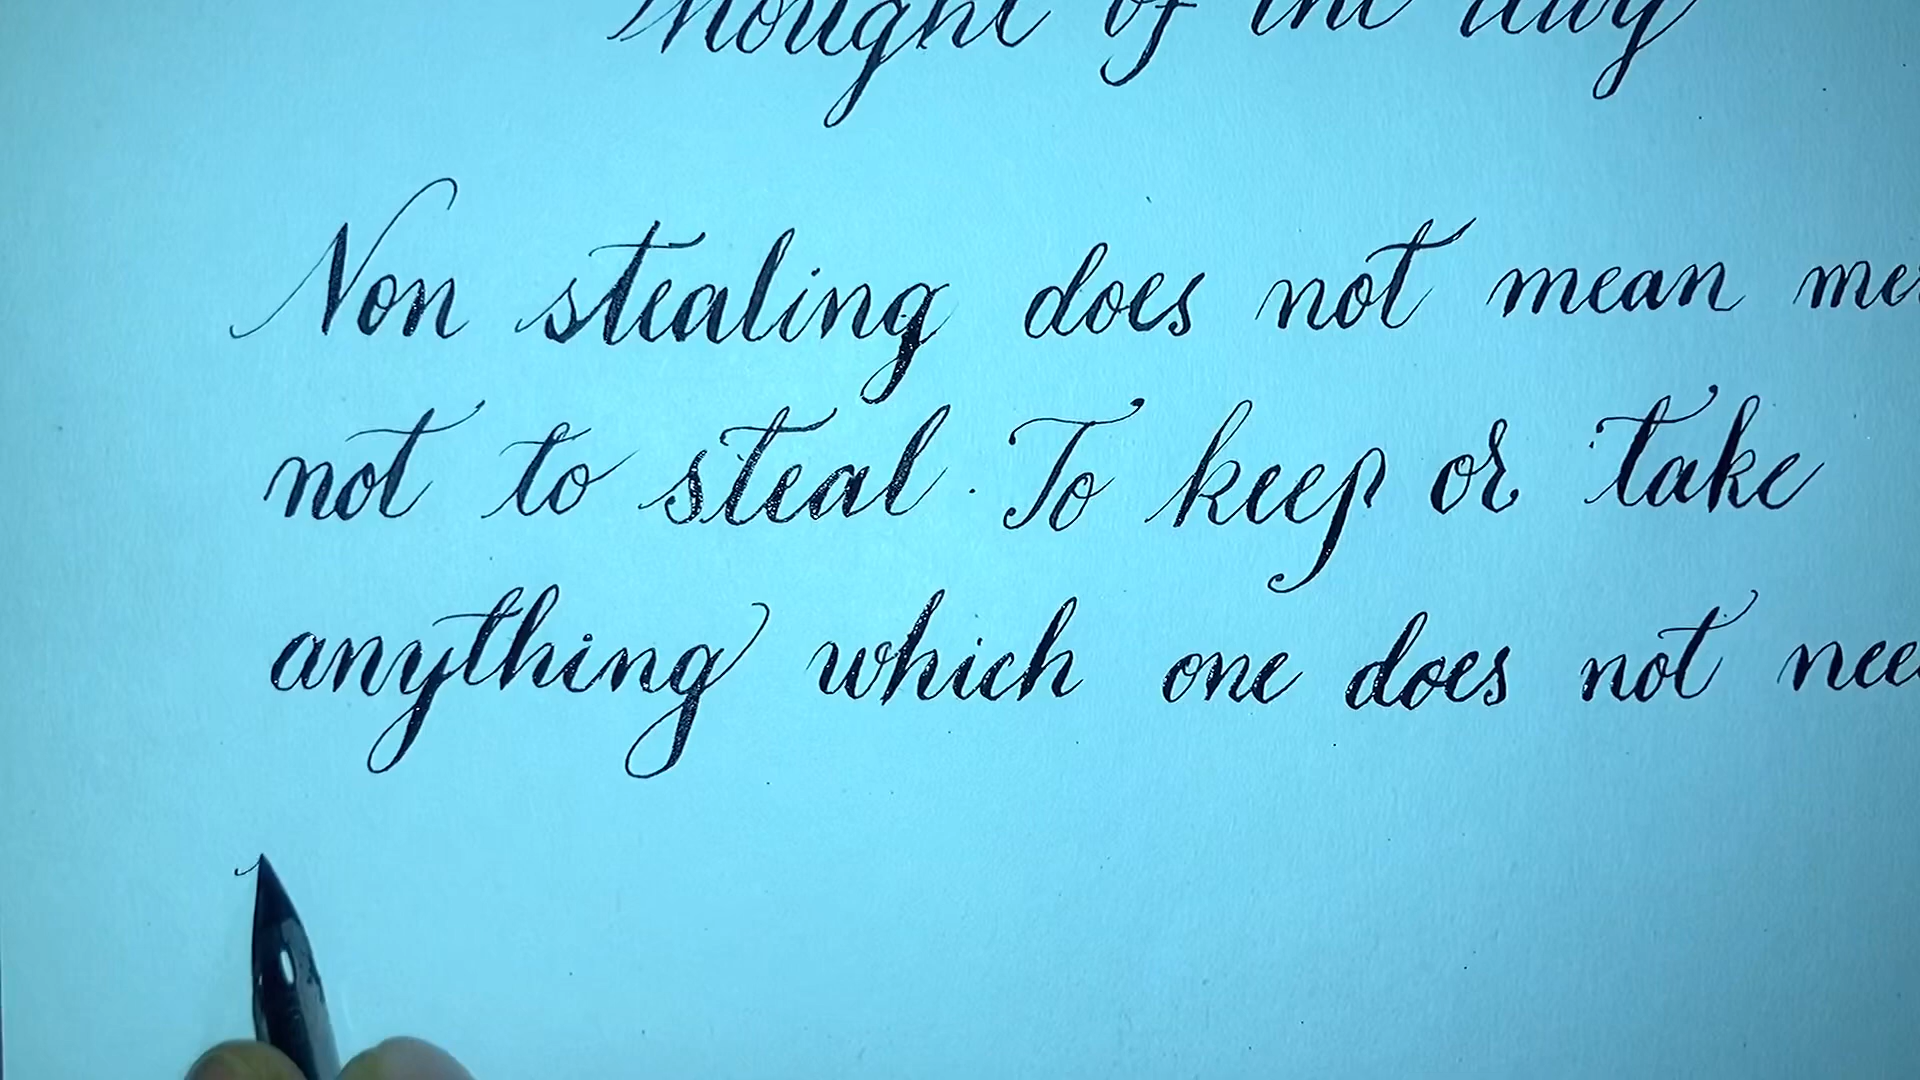 Thought of the day
Non stealing does not mean
not to steal. To keep or take
anything which one does not